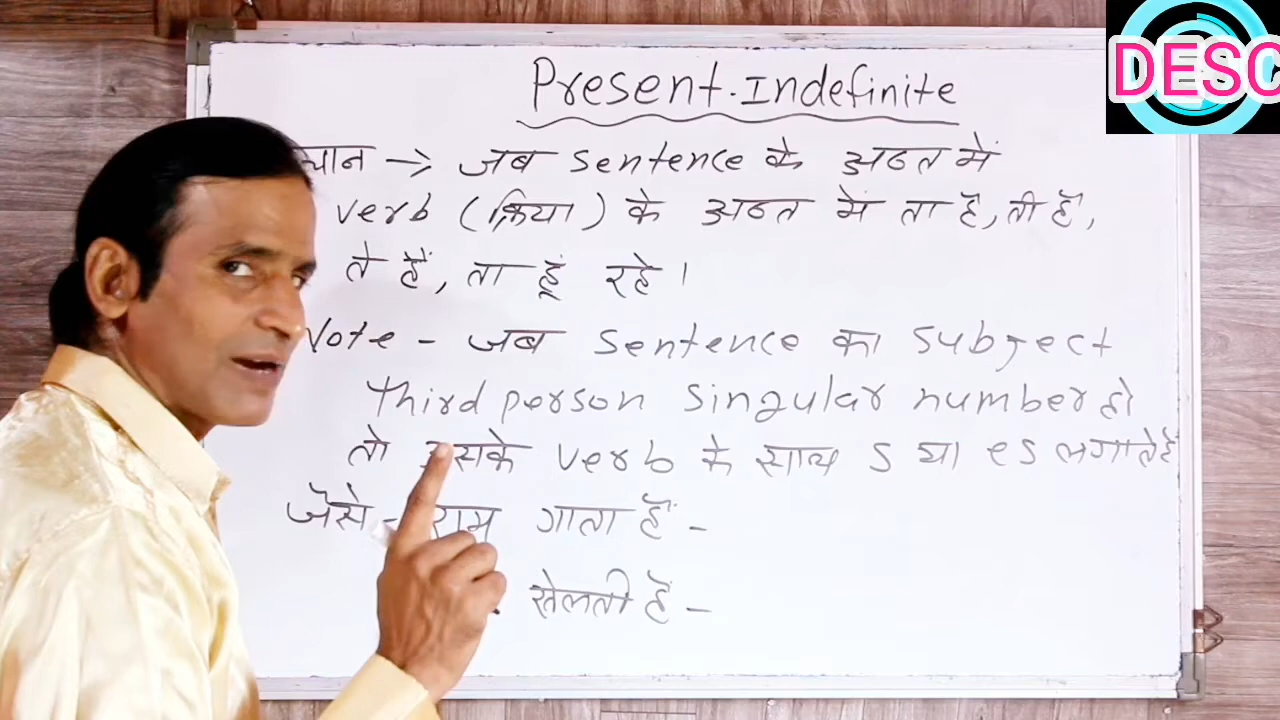 Present. Indefinite
DESC
चान → जब sentence के अन्त में
verb (क्रिया) के अन्त में ता है, ती हैं,
ते हैं, ता हूं रहे।
Note - जब sentence का subject
third person singular number हो
तो उसके verb के साथ s या es लगाते हैं
जैसे - राम गाता हैं -
खेलती हैं -